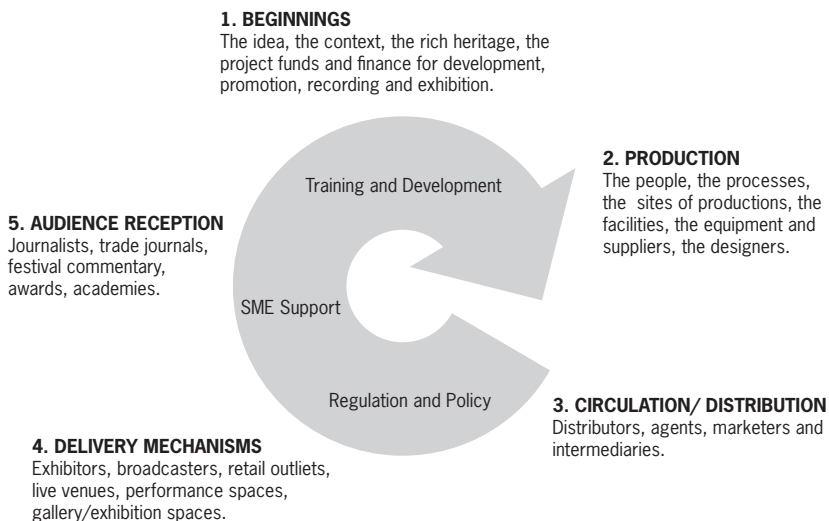 1. BEGINNINGS
The idea, the context, the rich heritage, the
project funds and finance for development,
promotion, recording and exhibition.
2. PRODUCTION
The people, the processes,
the sites of productions, the
facilities, the equipment and
suppliers, the designers.
3. CIRCULATION/ DISTRIBUTION
Distributors, agents, marketers and
intermediaries.
4. DELIVERY MECHANISMS
Exhibitors, broadcasters, retail outliets,
live venues, performance spaces,
gallery/exhibition spaces.
5. AUDIENCE RECEPTION
Journalists, trade journals,
festival commentary,
awards, academies.
Training and Development
SME Support
Regulation and Policy